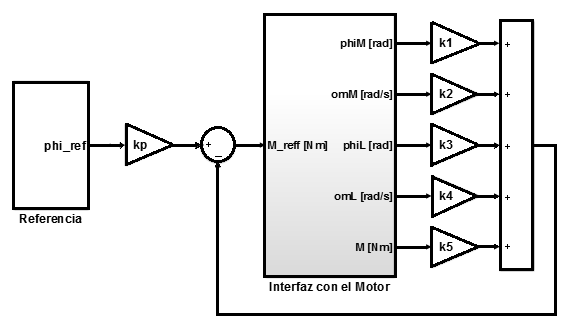 phi_ref
Referencia
kp
+
_
M_reff [Nm]
phiM [rad]
omM [rad/s]
phiL [rad]
omL [rad/s]
M [Nm]
Interfaz con el Motor
k1
k2
k3
k4
k5
+
+
+
+
+